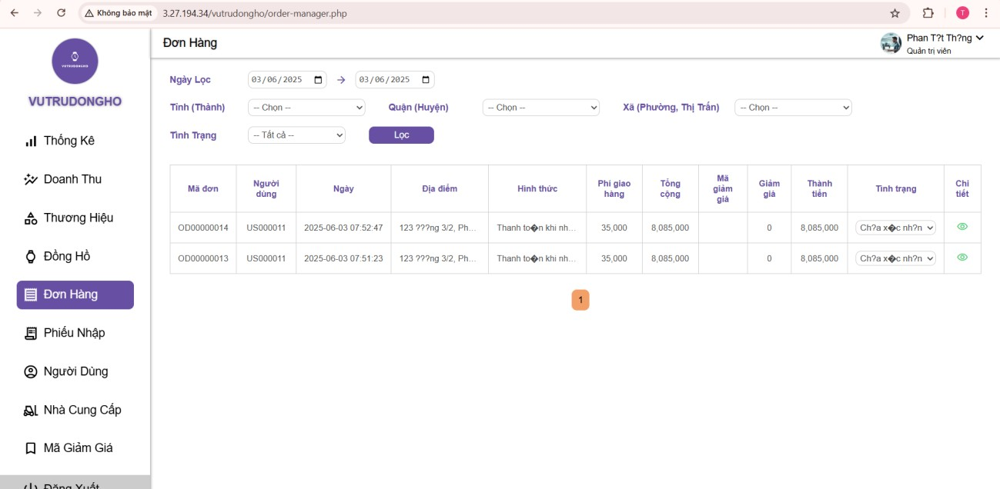 Không bảo mật 3.27.194.34/vutrudongho/order-manager.php T
VUTRUDONGHO
VUTRUDONGHO
Thống Kê
Doanh Thu
Thương Hiệu
Đồng Hồ
Đơn Hàng
Phiếu Nhập
Người Dùng
Nhà Cung Cấp
Mã Giảm Giá
Đăng Xuất
Đơn Hàng
Phan T?t Th?ng
Quản trị viên
Ngày Lọc 03/06/2025 → 03/06/2025
Tỉnh (Thành) -- Chọn -- Quận (Huyện) -- Chọn -- Xã (Phường, Thị Trấn) -- Chọn --
Tình Trạng -- Tất cả -- Lọc
Mã đơn Người dùng Ngày Địa điểm Hình thức Phí giao hàng Tổng cộng Mã giảm giá Giảm giá Thành tiền Tình trạng Chi tiết
OD00000014 US000011 2025-06-03 07:52:47 123 ???ng 3/2, Ph... Thanh to�n khi nh... 35,000 8,085,000 0 8,085,000 Ch?a x�c nh?n
OD00000013 US000011 2025-06-03 07:51:23 123 ???ng 3/2, Ph... Thanh to�n khi nh... 35,000 8,085,000 0 8,085,000 Ch?a x�c nh?n
1